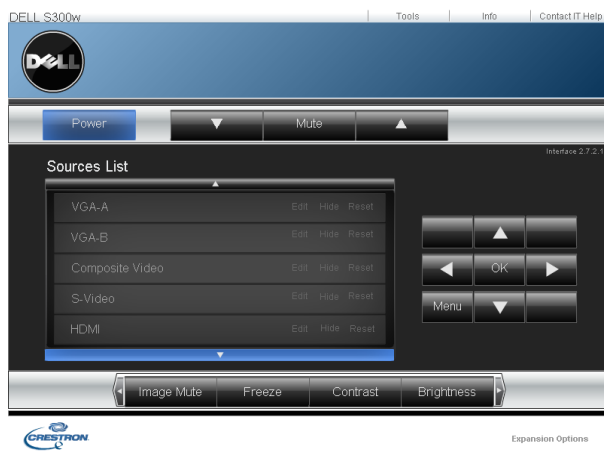 DELL S300w Tools Info Contact IT Help
DELL
Power Mute
Interface 2.7.2.1
Sources List
VGA-A Edit Hide Reset
VGA-B Edit Hide Reset
Composite Video Edit Hide Reset
S-Video Edit Hide Reset
HDMI Edit Hide Reset
OK
Menu
Image Mute Freeze Contrast Brightness
CRESTRON
Expansion Options